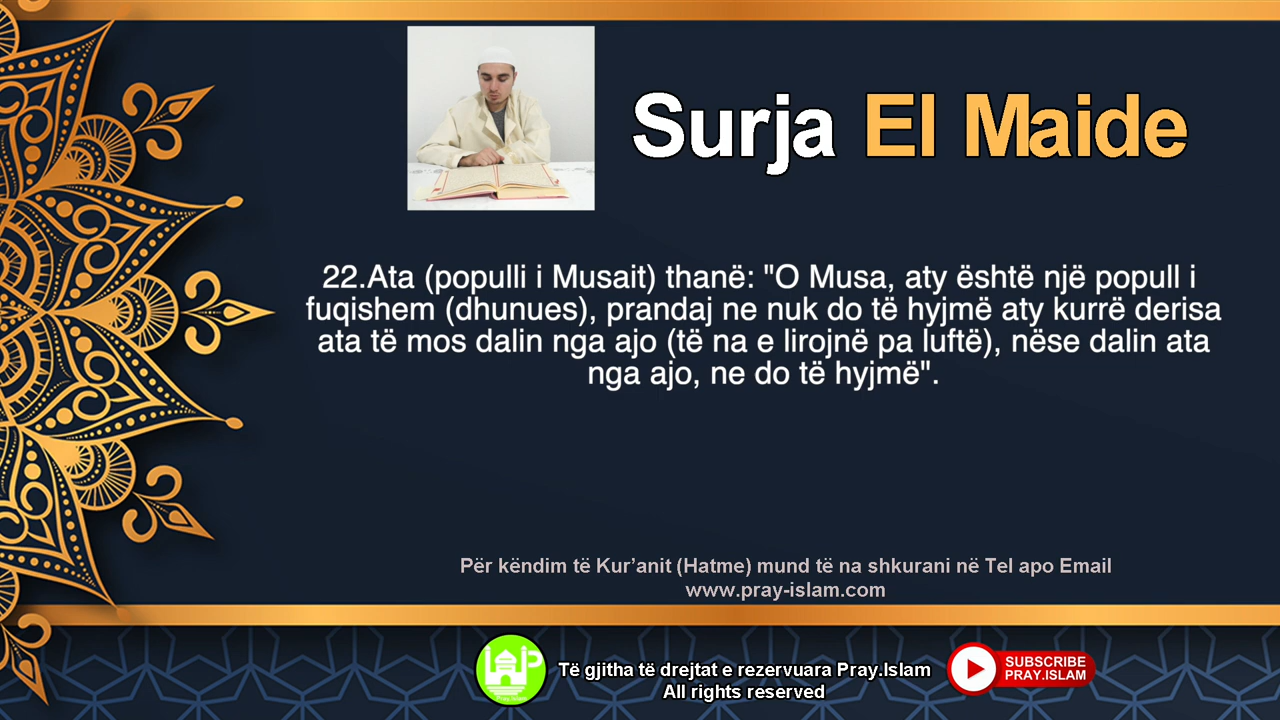 Surja El Maide
22.Ata (populli i Musait) thanë: "O Musa, aty është një popull i
fuqishem (dhunues), prandaj ne nuk do të hyjmë aty kurrë derisa
ata të mos dalin nga ajo (të na e lirojnë pa luftë), nëse dalin ata
nga ajo, ne do të hyjmë".
Për këndim të Kur’anit (Hatme) mund të na shkurani në Tel apo Email
www.pray-islam.com
Pray.Islam
Të gjitha të drejtat e rezervuara Pray.Islam
All rights reserved
SUBSCRIBE
PRAY.ISLAM